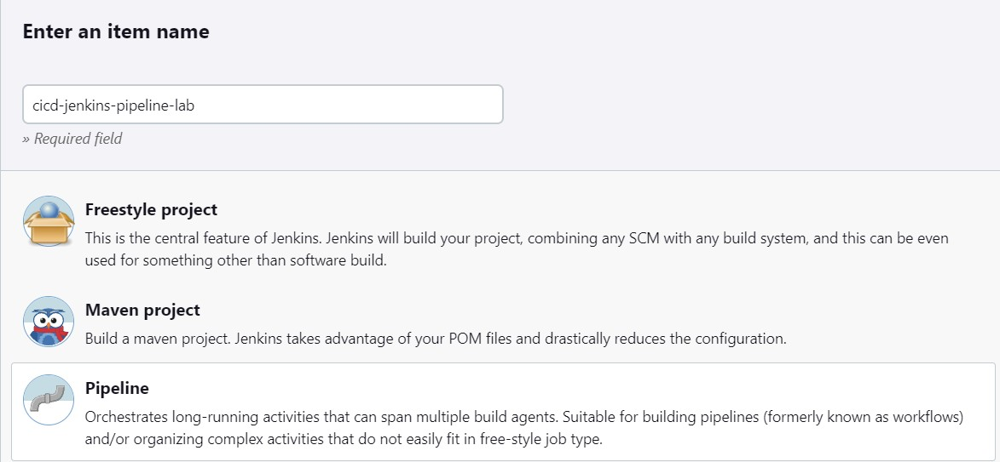 Enter an item name
cicd-jenkins-pipeline-lab
» Required field
Freestyle project
This is the central feature of Jenkins. Jenkins will build your project, combining any SCM with any build system, and this can be even
used for something other than software build.
Maven project
Build a maven project. Jenkins takes advantage of your POM files and drastically reduces the configuration.
Pipeline
Orchestrates long-running activities that can span multiple build agents. Suitable for building pipelines (formerly known as workflows)
and/or organizing complex activities that do not easily fit in free-style job type.